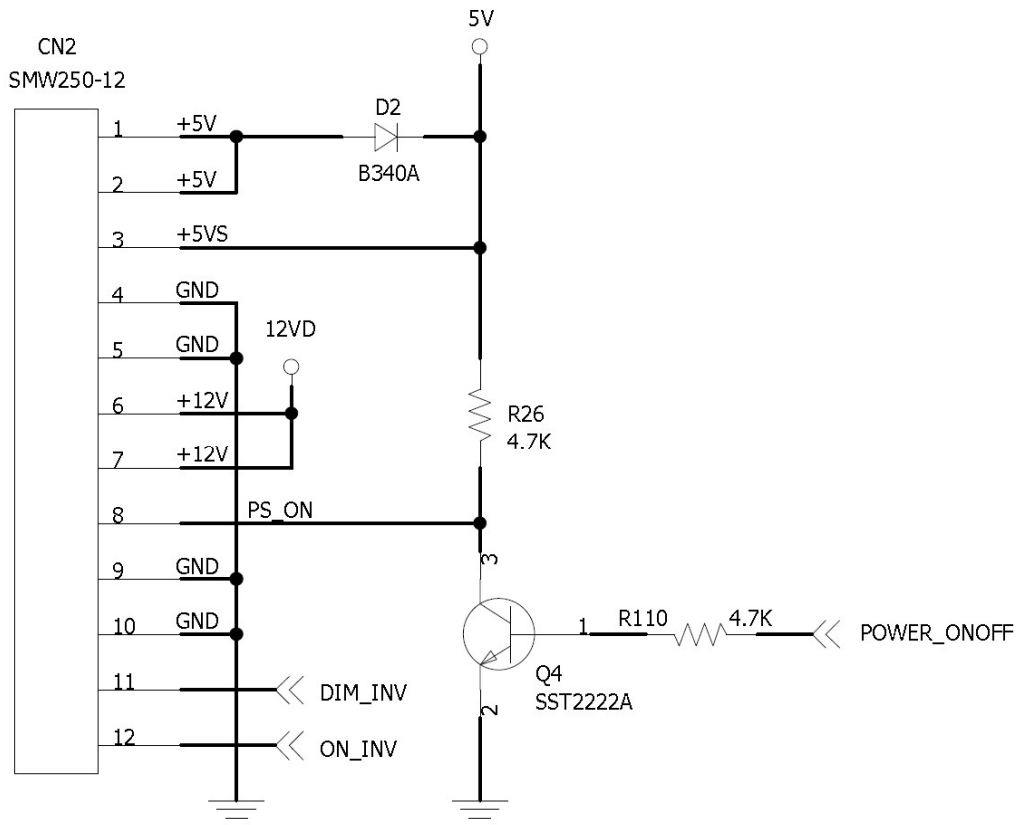 5V
CN2
SMW250-12
D2
B340A
1 +5V
2 +5V
3 +5VS
4 GND
5 GND
12VD
6 +12V
7 +12V
R26
4.7K
8 PS_ON
3
9 GND
10 GND
1 R110 4.7K POWER_ONOFF
Q4
SST2222A
2
11 DIM_INV
12 ON_INV